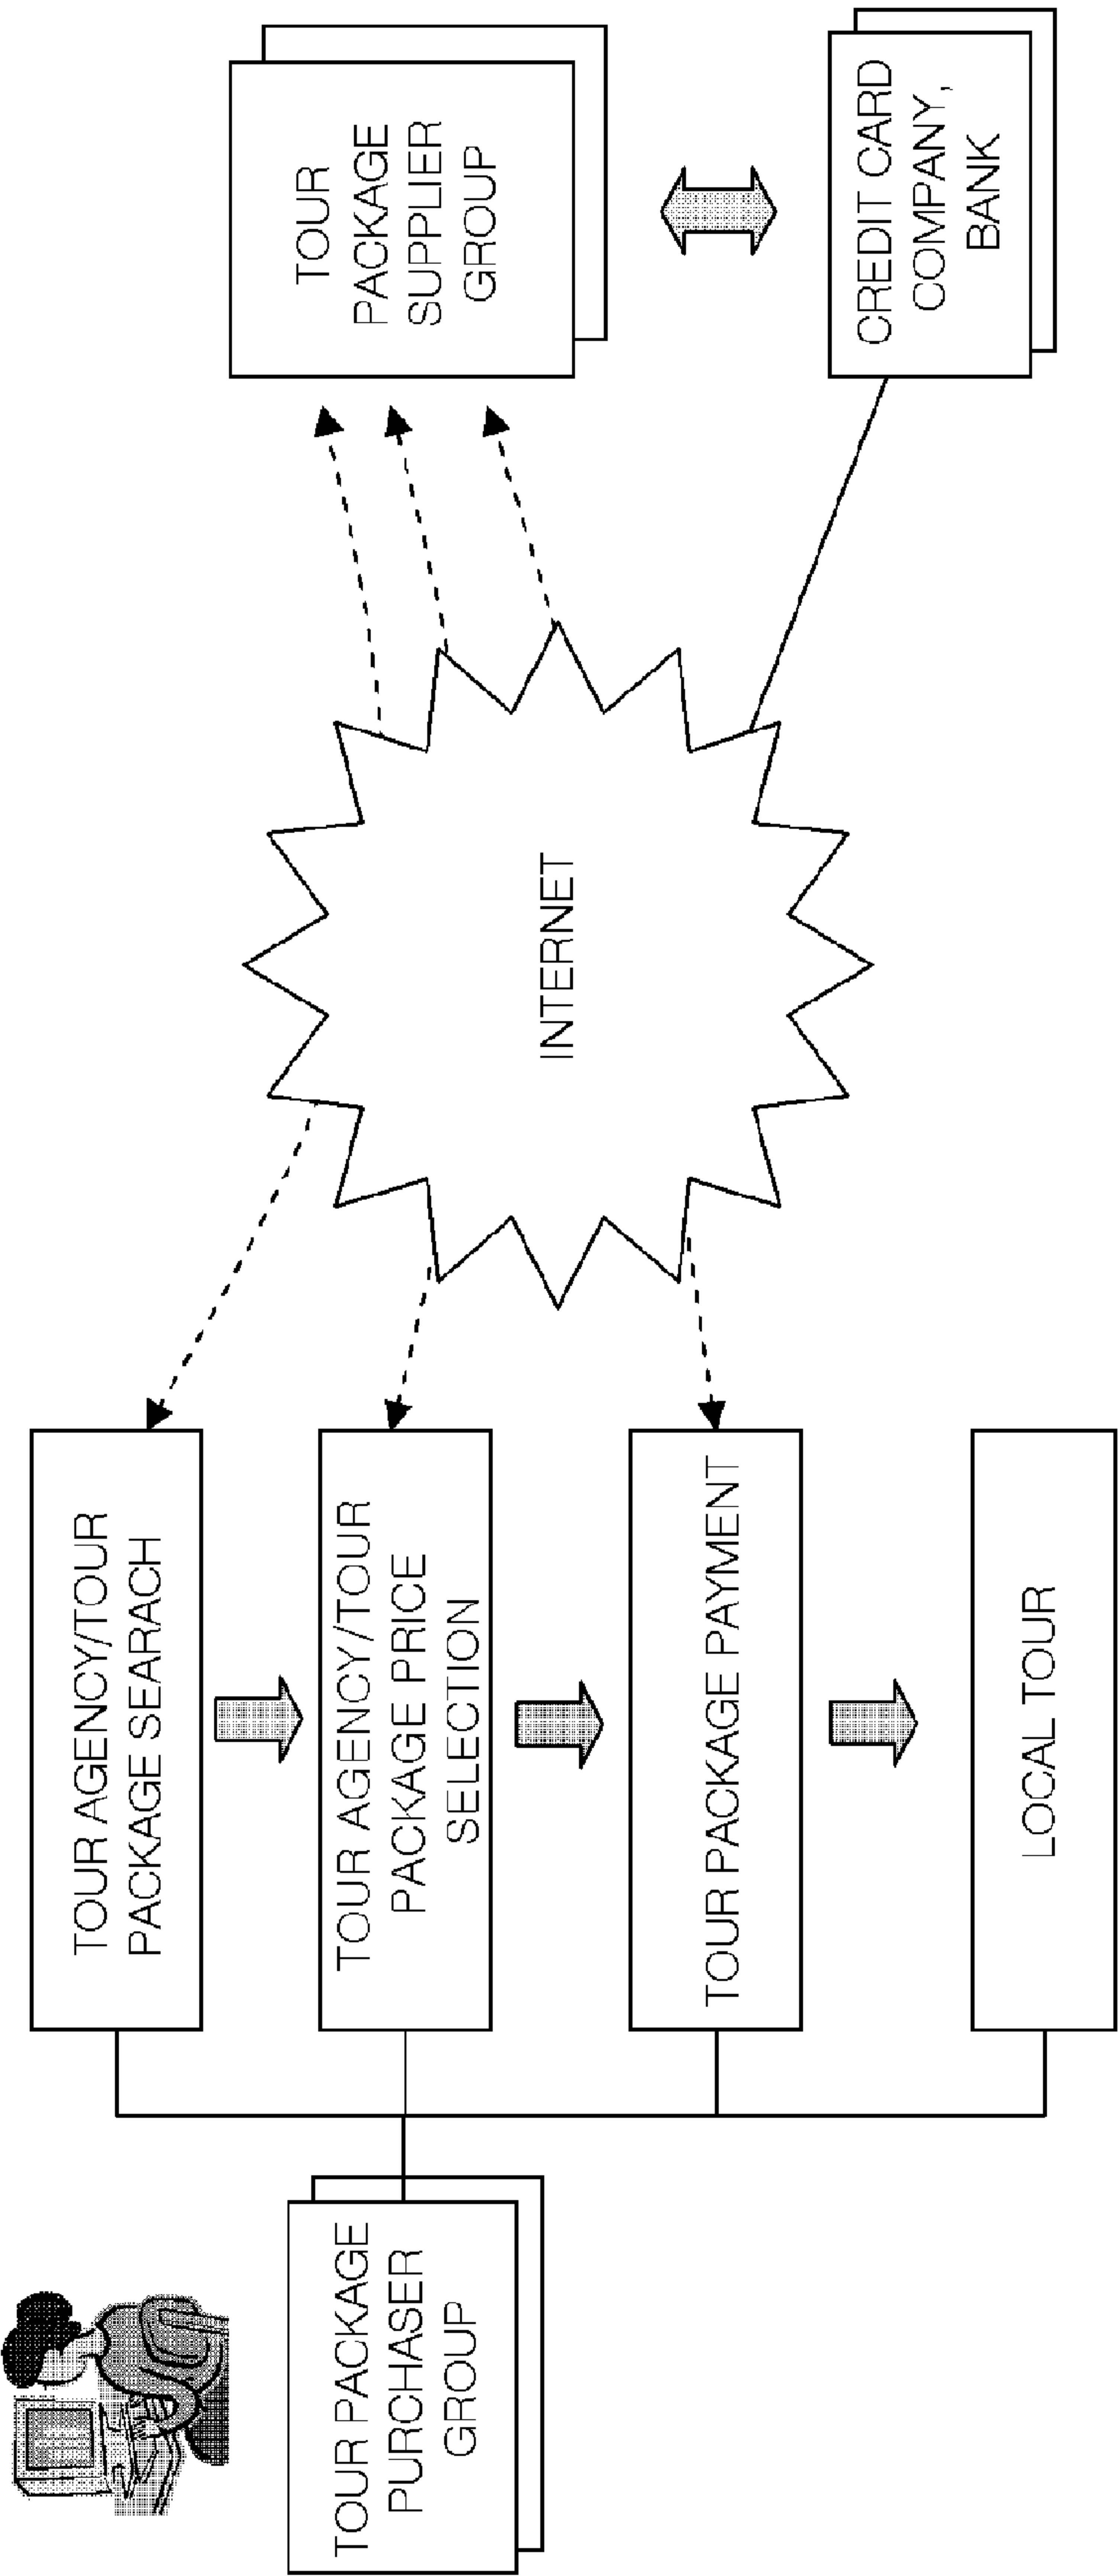 TOUR PACKAGE
PURCHASER
GROUP
TOUR AGENCY/TOUR
PACKAGE SEARACH
TOUR AGENCY/TOUR
PACKAGE PRICE
SELECTION
TOUR PACKAGE PAYMENT
LOCAL TOUR
INTERNET
TOUR
PACKAGE
SUPPLIER
GROUP
CREDIT CARD
COMPANY,
BANK